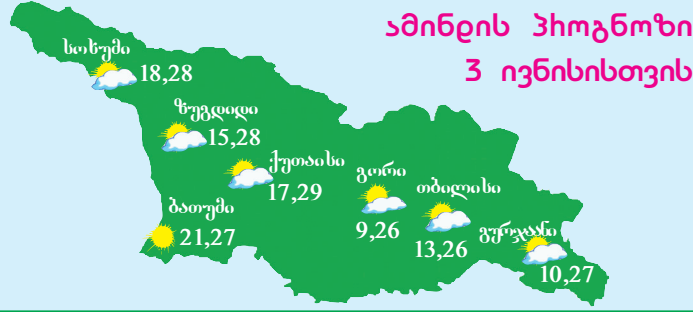 ამინდის პროგნოზი
3 ივნისისთვის
სოხუმი
18,28
ზუგდიდი
15,28
ქუთაისი
17,29
გორი
9,26
თბილისი
13,26
ბათუმი
21,27
გურჯაანი
10,27